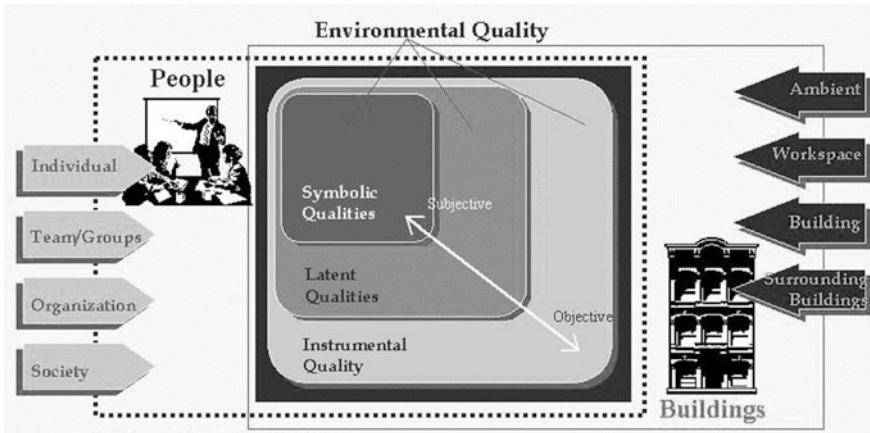 Environmental Quality
People
Individual
Team/Groups
Organization
Society
Symbolic
Qualities
Subjective
Latent
Qualities
Objective
Instrumental
Quality
Ambient
Workspace
Building
Surrounding
Buildings
Buildings